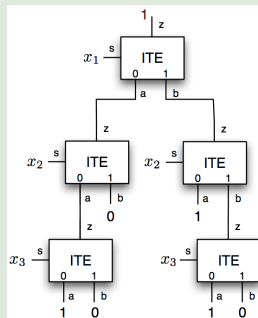 1
z
x₁ s ITE
0 1
a b
z z
x₂ s ITE x₂ s ITE
0 1 0 1
a b a b
0 1
z z
x₃ s ITE x₃ s ITE
0 1 0 1
a b a b
1 0 1 0